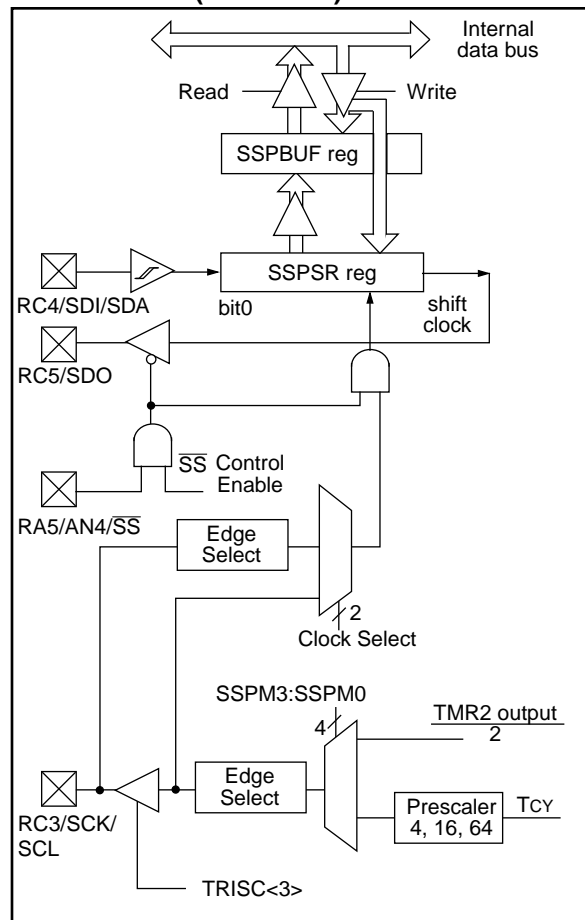 Internal
data bus
Read
Write
SSPBUF reg
SSPSR reg
RC4/SDI/SDA
bit0
shift
clock
RC5/SDO
SS Control
Enable
RA5/AN4/SS
Edge
Select
2
Clock Select
SSPM3:SSPM0
TMR2 output
4
2
Edge
Select
Prescaler
4, 16, 64
TCY
RC3/SCK/
SCL
TRISC<3>